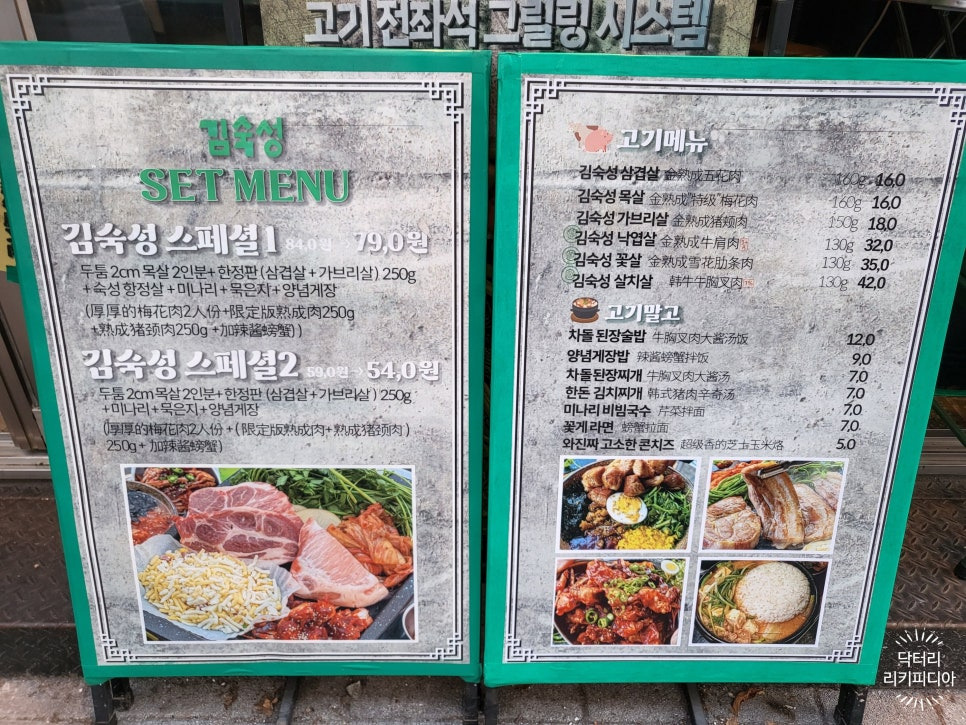 고기 전좌석 그릴링 시스템
김숙성
SET MENU
김숙성 스페셜1 84,0원 → 79,0원
두툼 2cm 목살 2인분 + 한정판 (삼겹살 + 가브리살) 250g
+ 숙성 항정살 + 미나리 + 묵은지 + 양념게장
(厚厚的梅花肉2人份 +限定版熟成肉250g
+熟成猪颈肉250g +加辣酱螃蟹))
김숙성 스페셜2 59,0원 → 54,0원
두툼 2cm 목살 2인분 + 한정판 (삼겹살 + 가브리살) 250g
+ 미나리 + 묵은지 + 양념게장
(厚厚的梅花肉2人份 + (限定版熟成肉+熟成猪颈肉)
250g + 加辣酱螃蟹)
고기메뉴
김숙성 삼겹살 金熟成五花肉 160g 16,0
김숙성 목살 金熟成"特级"梅花肉 160g 16,0
김숙성 가브리살 金熟成猪颊肉 150g 18,0
김숙성 낙엽살 金熟成牛肩肉 130g 32,0
김숙성 꽃살 金熟成雪花肋条肉 130g 35,0
김숙성 살치살 韩牛牛胸叉肉 130g 42,0
고기말고
차돌 된장술밥 牛胸叉肉大酱汤饭 12,0
양념게장밥 辣酱螃蟹拌饭 9,0
차돌된장찌개 牛胸叉肉大酱汤 7,0
한돈 김치찌개 韩式猪肉辛奇汤 7,0
미나리 비빔국수 芹菜拌面 7,0
꽃게 라면 螃蟹拉面 7,0
와진짜 고소한 콘치즈 超级香的芝士玉米烙 5,0
닥터리
리키피디아